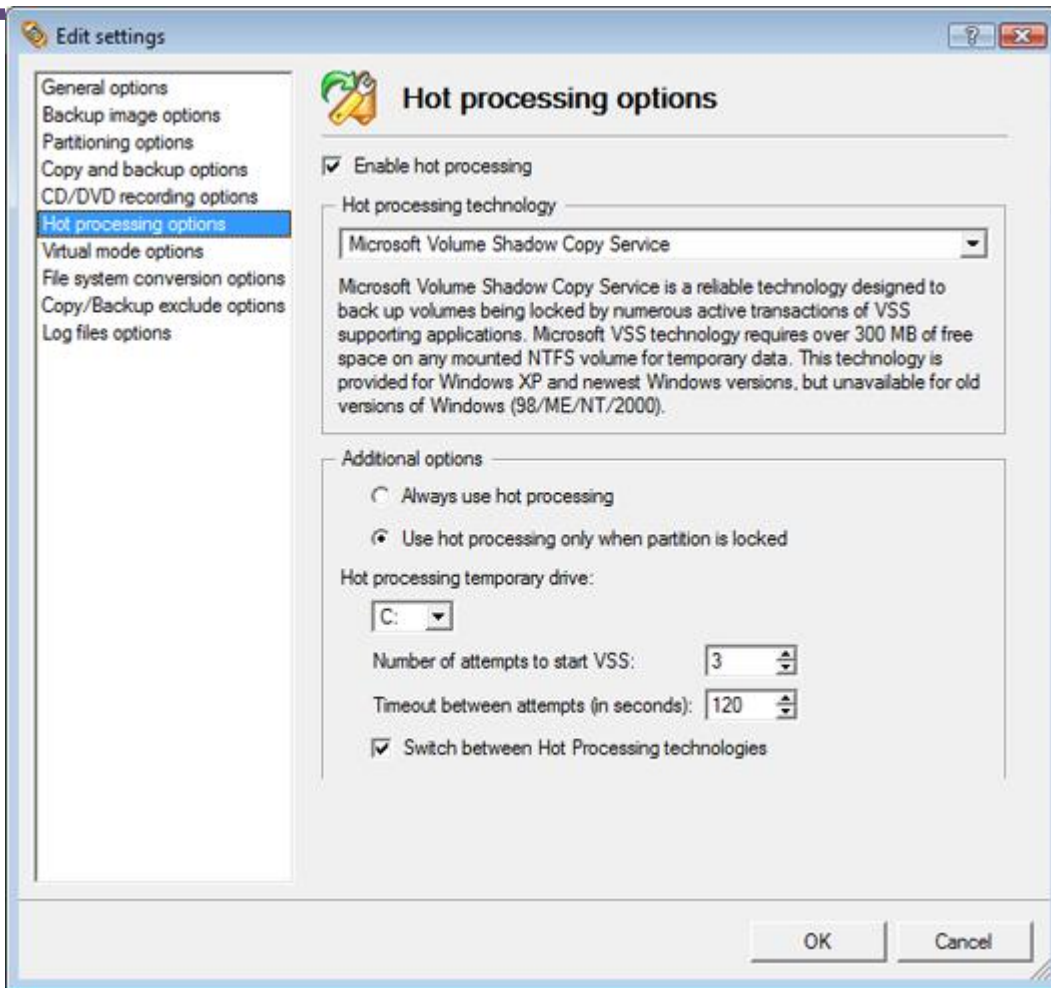 Edit settings
General options
Backup image options
Partitioning options
Copy and backup options
CD/DVD recording options
Hot processing options
Virtual mode options
File system conversion options
Copy/Backup exclude options
Log files options
Hot processing options
Enable hot processing
Hot processing technology
Microsoft Volume Shadow Copy Service
Microsoft Volume Shadow Copy Service is a reliable technology designed to
back up volumes being locked by numerous active transactions of VSS
supporting applications. Microsoft VSS technology requires over 300 MB of free
space on any mounted NTFS volume for temporary data. This technology is
provided for Windows XP and newest Windows versions, but unavailable for old
versions of Windows (98/ME/NT/2000).
Additional options
Always use hot processing
Use hot processing only when partition is locked
Hot processing temporary drive:
C:
Number of attempts to start VSS: 3
Timeout between attempts (in seconds): 120
Switch between Hot Processing technologies
OK Cancel